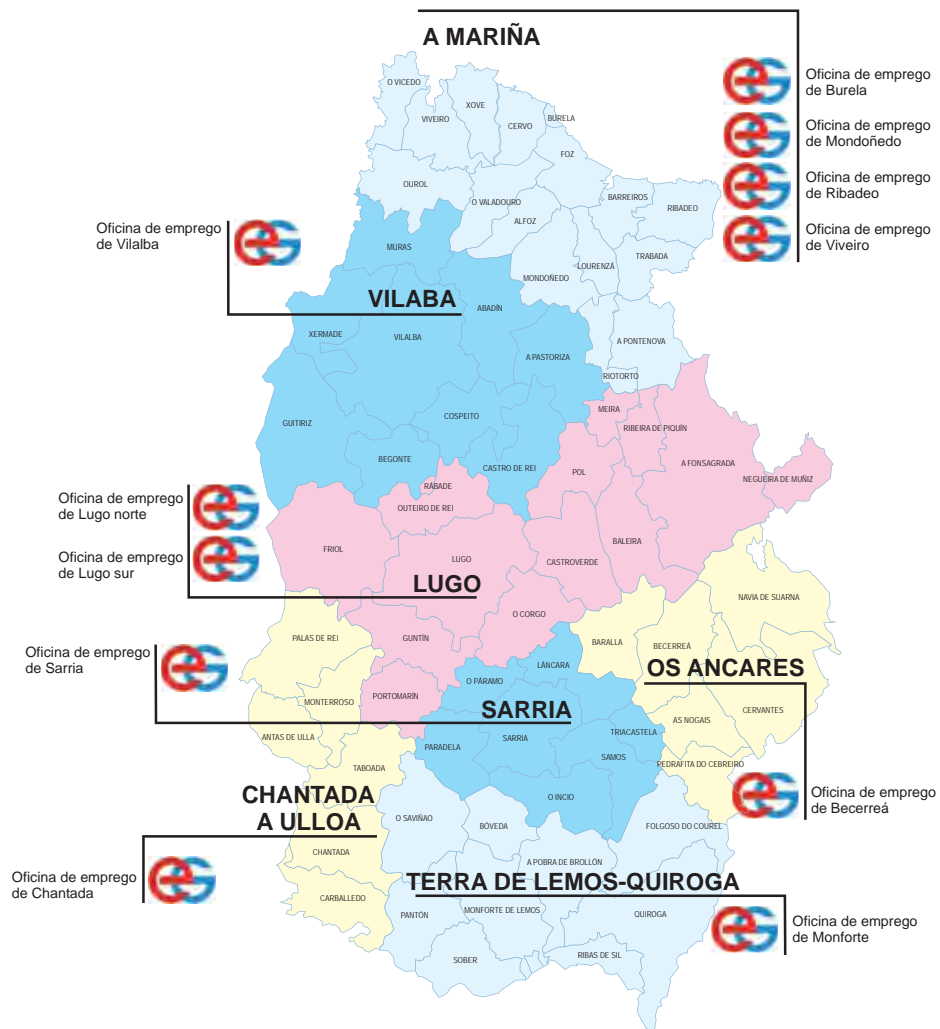 A MARIÑA
Oficina de emprego
de Burela
Oficina de emprego
de Mondoñedo
Oficina de emprego
de Ribadeo
Oficina de emprego
de Viveiro
O VICEDO
VIVEIRO
XOVE
CERVO
BURELA
FOZ
OUROL
O VALADOURO
ALFOZ
BARREIROS
RIBADEO
MONDOÑEDO
LOURENZÁ
TRABADA
A PONTENOVA
RIOTORTO
Oficina de emprego
de Vilalba
VILABA
MURAS
ABADÍN
XERMADE
VILALBA
A PASTORIZA
GUITIRIZ
COSPEITO
BEGONTE
CASTRO DE REI
Oficina de emprego
de Lugo norte
Oficina de emprego
de Lugo sur
LUGO
MEIRA
RIBEIRA DE PIQUÍN
A FONSAGRADA
NEGUEIRA DE MUÑIZ
POL
RÁBADE
OUTEIRO DE REI
FRIOL
LUGO
CASTROVERDE
BALEIRA
O CORGO
GUNTÍN
PORTOMARÍN
Oficina de emprego
de Sarria
SARRIA
O PÁRAMO
LÁNCARA
PARADELA
SARRIA
TRIACASTELA
SAMOS
O INCIO
OS ANCARES
NAVIA DE SUARNA
BARALLA
BECERREÁ
CERVANTES
AS NOGAIS
PEDRAFITA DO CEBREIRO
Oficina de emprego
de Becerreá
CHANTADA
A ULLOA
PALAS DE REI
MONTERROSO
ANTAS DE ULLA
TABOADA
CHANTADA
CARBALLEDO
Oficina de emprego
de Chantada
TERRA DE LEMOS-QUIROGA
O SAVIÑAO
BÓVEDA
FOLGOSO DO COUREL
A POBRA DE BROLLÓN
PANTÓN
MONFORTE DE LEMOS
QUIROGA
SOBER
RIBAS DE SIL
Oficina de emprego
de Monforte